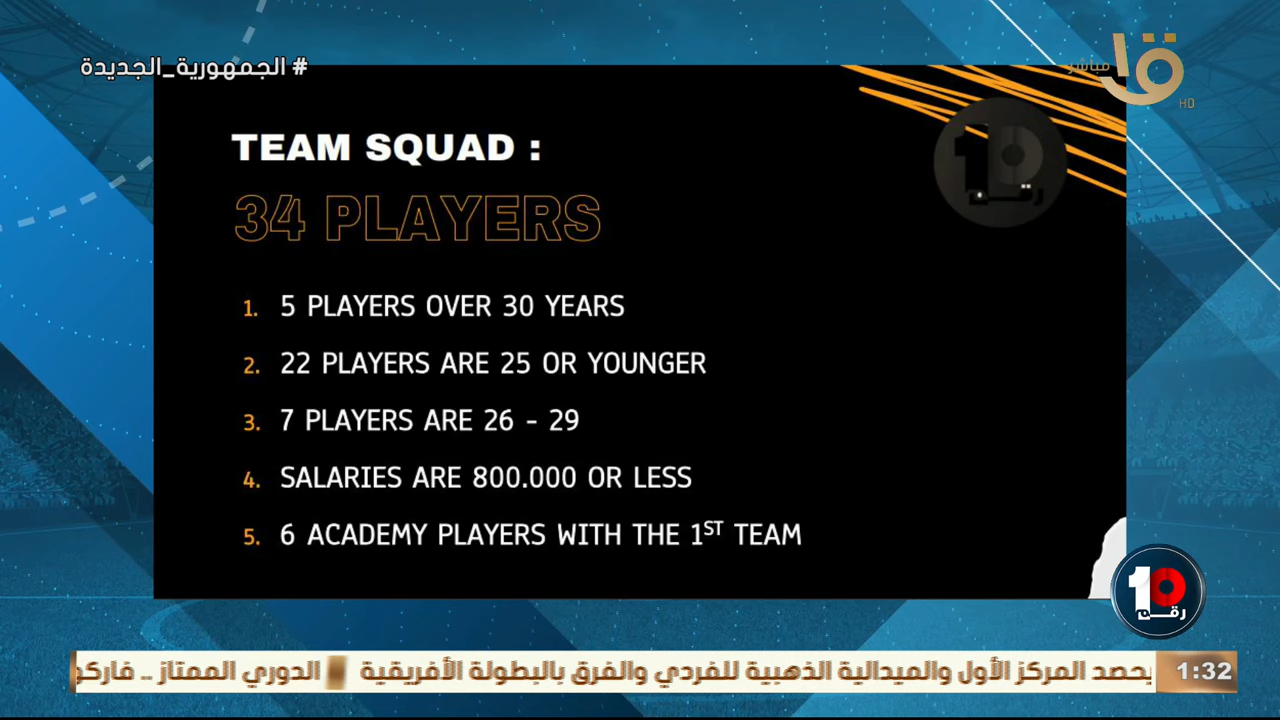 # الجمهورية_الجديدة
مباشر
HD
TEAM SQUAD :
34 PLAYERS
1. 5 PLAYERS OVER 30 YEARS
2. 22 PLAYERS ARE 25 OR YOUNGER
3. 7 PLAYERS ARE 26 - 29
4. SALARIES ARE 800.000 OR LESS
5. 6 ACADEMY PLAYERS WITH THE 1ST TEAM
رقم 10
رقم 10
يحصد المركز الأول والميدالية الذهبية للفردي والفرق بالبطولة الأفريقية الدوري الممتاز .. فاركو
1:32